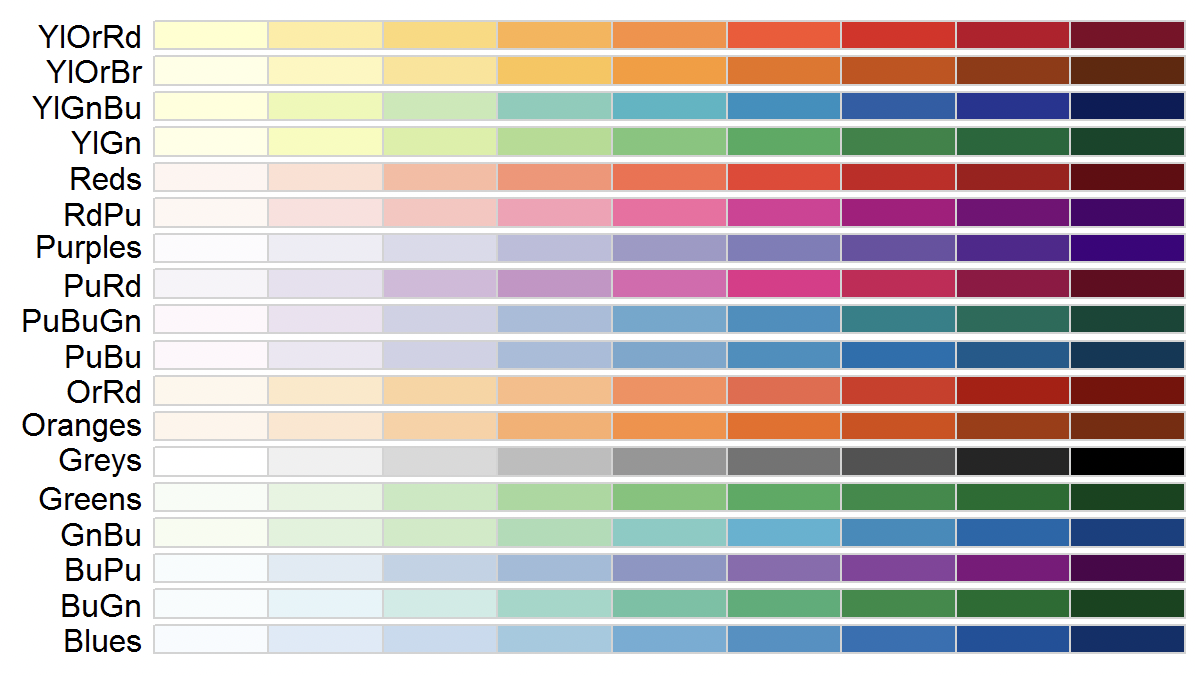 YlOrRd
YlOrBr
YlGnBu
YlGn
Reds
RdPu
Purples
PuRd
PuBuGn
PuBu
OrRd
Oranges
Greys
Greens
GnBu
BuPu
BuGn
Blues